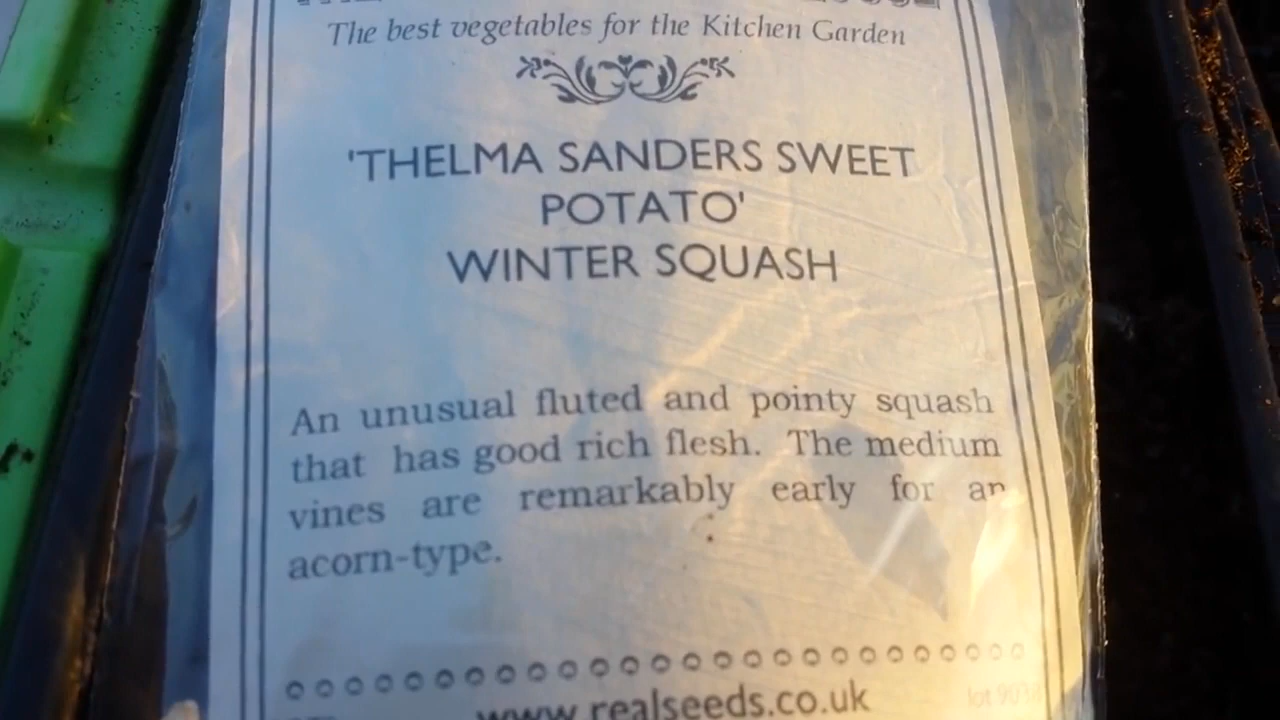 The best vegetables for the Kitchen Garden
'THELMA SANDERS SWEET
POTATO'
WINTER SQUASH
An unusual fluted and pointy squash
that has good rich flesh. The medium
vines are remarkably early for an
acorn-type.
www.realseeds.co.uk
lot